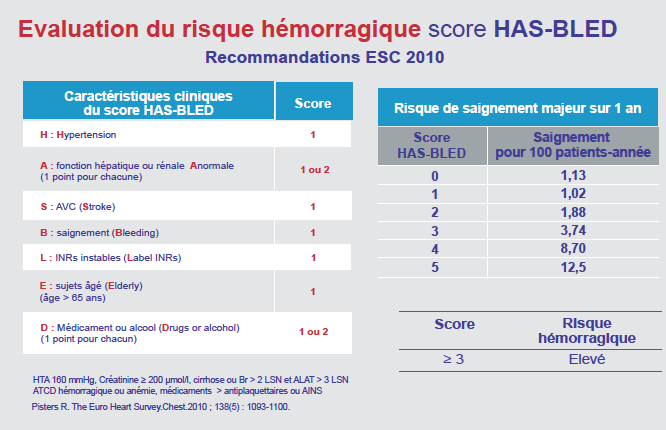 Evaluation du risque hémorragique score HAS-BLED
Recommandations ESC 2010
Caractéristiques cliniques
du score HAS-BLED
Score
H : Hypertension
1
A : fonction hépatique ou rénale Anormale
(1 point pour chacune)
1 ou 2
S : AVC (Stroke)
1
B : saignement (Bleeding)
1
L : INRs instables (Label INRs)
1
E : sujets âgé (Elderly)
(âge > 65 ans)
1
D : Médicament ou alcool (Drugs or alcohol)
(1 point pour chacun)
1 ou 2
HTA 160 mmHg, Créatinine ≥ 200 µmol/l, cirrhose ou Br > 2 LSN et ALAT > 3 LSN
ATCD hémorragique ou anémie, médicaments > antiplaquettaires ou AINS
Pisters R. The Euro Heart Survey.Chest.2010 ; 138(5) : 1093-1100.
Risque de saignement majeur sur 1 an
Score
HAS-BLED
Saignement
pour 100 patients-année
0 1,13
1 1,02
2 1,88
3 3,74
4 8,70
5 12,5
Score
Risque
hémorragique
≥ 3 Elevé